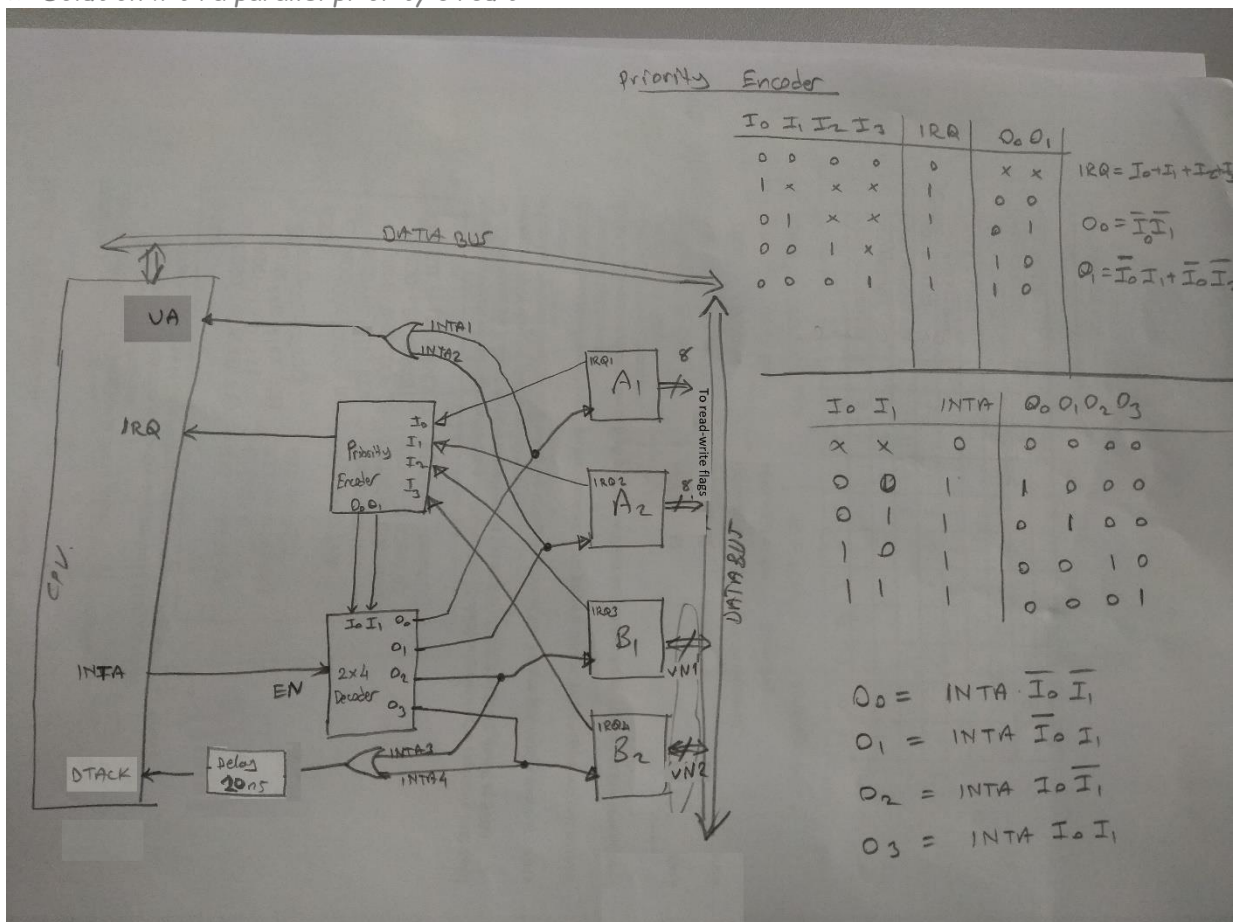 Priority Encoder
I₀ I₁ I₂ I₃ IRQ O₀ O₁
0 0 0 0 0 x x
1 x x x 1 0 0
0 1 x x 1 0 1
0 0 1 x 1 1 0
0 0 0 1 1 1 0
IRQ = I₀+I₁+I₂+I
O₀ = I̅₀ I̅₁
O₁ = I̅₀ I₁ + I̅₀ I̅₂
DATA BUS
VA
INTA1
INTA2
IRQ
Priority
Encoder
I₀
I₁
I₂
I₃
O₀ O₁
IRQ1
A₁
8
IRQ2
A₂
8
To read-write flags
DATA BUS
CPU
IRQ3
B₁
VN1
IRQ4
B₂
VN2
INTA
EN
I₀ I₁
2x4
Decoder
O₀
O₁
O₂
O₃
INTA3
INTA4
Delay
20ns
DTACK
I₀ I₁ INTA O₀ O₁ O₂ O₃
x x 0 0 0 0 0
0 0 1 1 0 0 0
0 1 1 0 1 0 0
1 0 1 0 0 1 0
1 1 1 0 0 0 1
O₀ = INTA · I̅₀ I̅₁
O₁ = INTA I̅₀ I₁
O₂ = INTA I₀ I̅₁
O₃ = INTA I₀ I₁